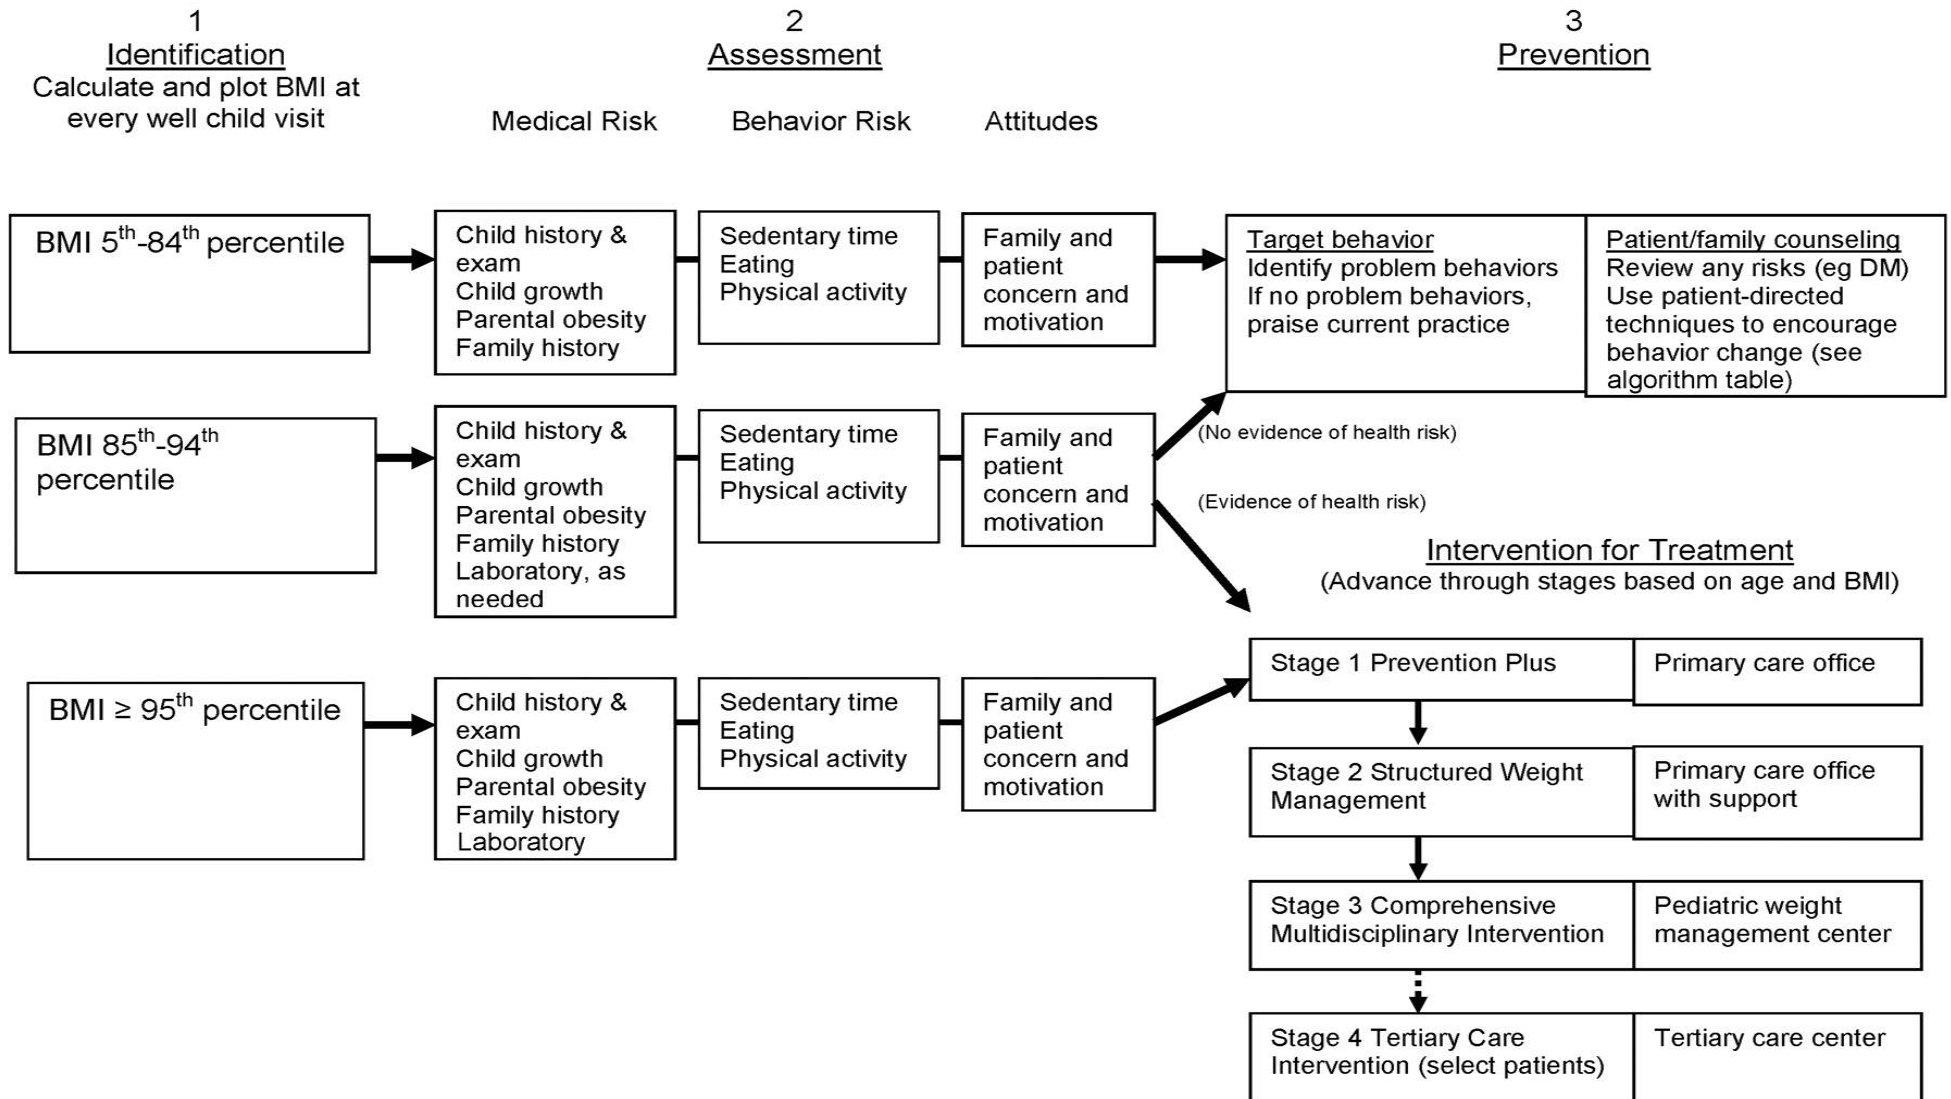 1
Identification
Calculate and plot BMI at
every well child visit
2
Assessment
Medical Risk
Behavior Risk
Attitudes
3
Prevention
BMI 5th-84th percentile
Child history &
exam
Child growth
Parental obesity
Family history
Sedentary time
Eating
Physical activity
Family and
patient
concern and
motivation
Target behavior
Identify problem behaviors
If no problem behaviors,
praise current practice
Patient/family counseling
Review any risks (eg DM)
Use patient-directed
techniques to encourage
behavior change (see
algorithm table)
BMI 85th-94th
percentile
Child history &
exam
Child growth
Parental obesity
Family history
Laboratory, as
needed
Sedentary time
Eating
Physical activity
Family and
patient
concern and
motivation
(No evidence of health risk)
(Evidence of health risk)
Intervention for Treatment
(Advance through stages based on age and BMI)
BMI ≥ 95th percentile
Child history &
exam
Child growth
Parental obesity
Family history
Laboratory
Sedentary time
Eating
Physical activity
Family and
patient
concern and
motivation
Stage 1 Prevention Plus
Primary care office
Stage 2 Structured Weight
Management
Primary care office
with support
Stage 3 Comprehensive
Multidisciplinary Intervention
Pediatric weight
management center
Stage 4 Tertiary Care
Intervention (select patients)
Tertiary care center